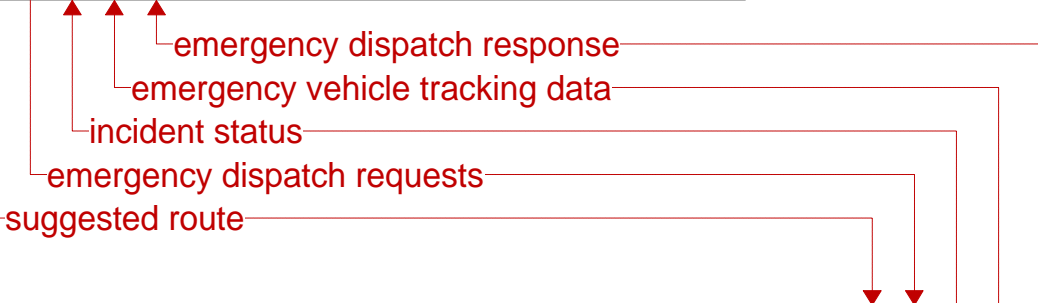 emergency dispatch response
emergency vehicle tracking data
incident status
emergency dispatch requests
suggested route